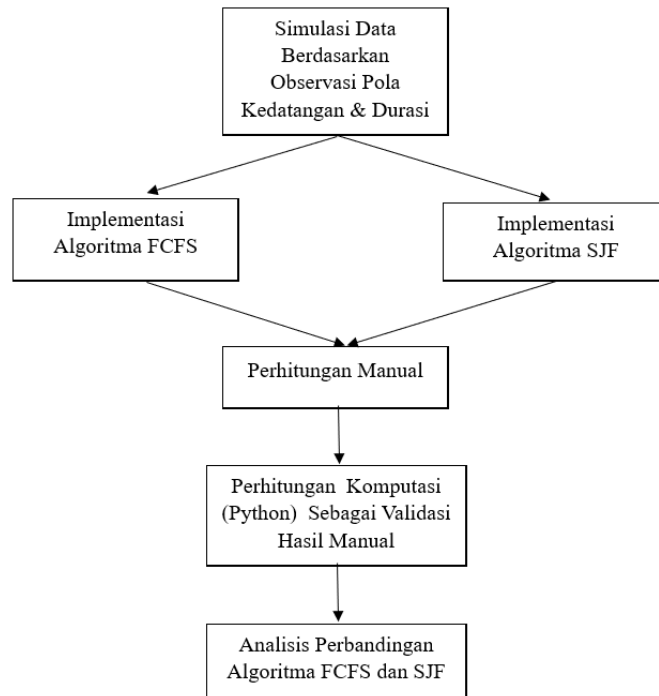 Simulasi Data
Berdasarkan
Observasi Pola
Kedatangan & Durasi
Implementasi
Algoritma FCFS
Implementasi
Algoritma SJF
Perhitungan Manual
Perhitungan Komputasi
(Python) Sebagai Validasi
Hasil Manual
Analisis Perbandingan
Algoritma FCFS dan SJF